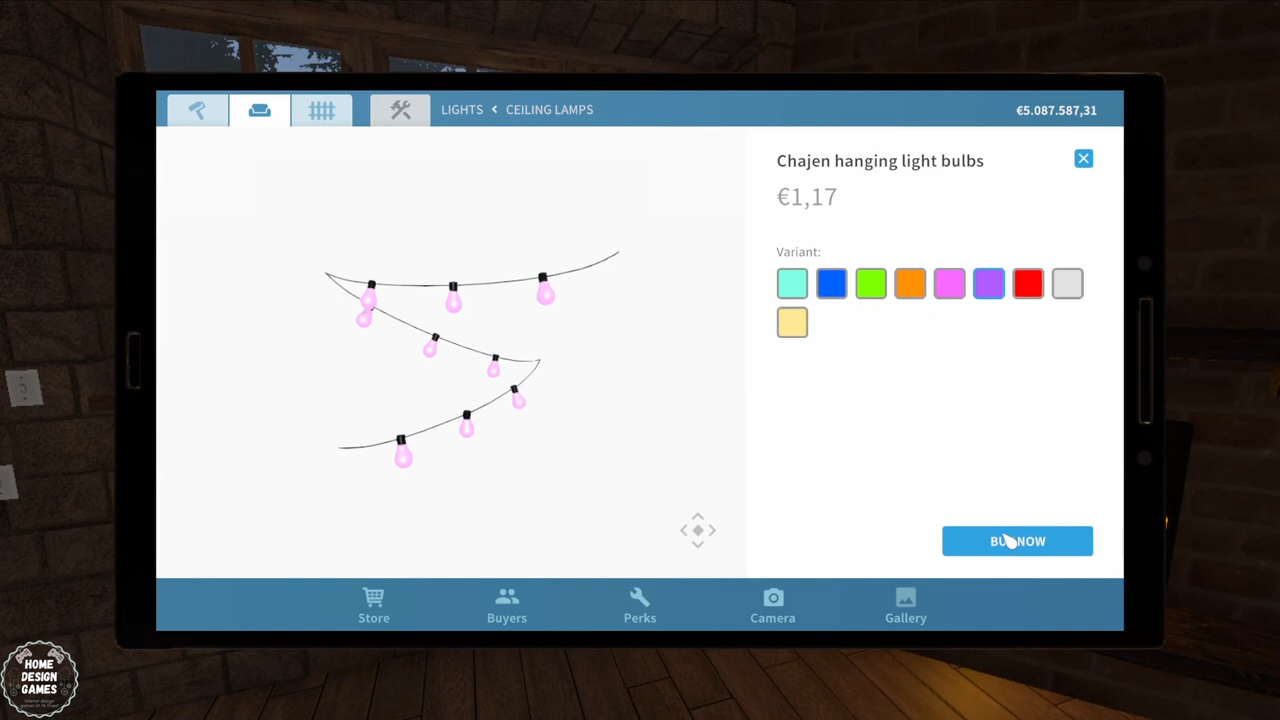 LIGHTS < CEILING LAMPS
€5.087.587,31
Chajen hanging light bulbs
€1,17
Variant:
BUY NOW
Store
Buyers
Perks
Camera
Gallery
HOME
DESIGN
GAMES